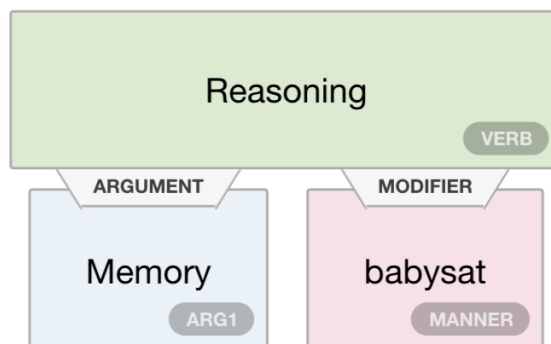 Reasoning
VERB
ARGUMENT MODIFIER
Memory babysat
ARG1 MANNER